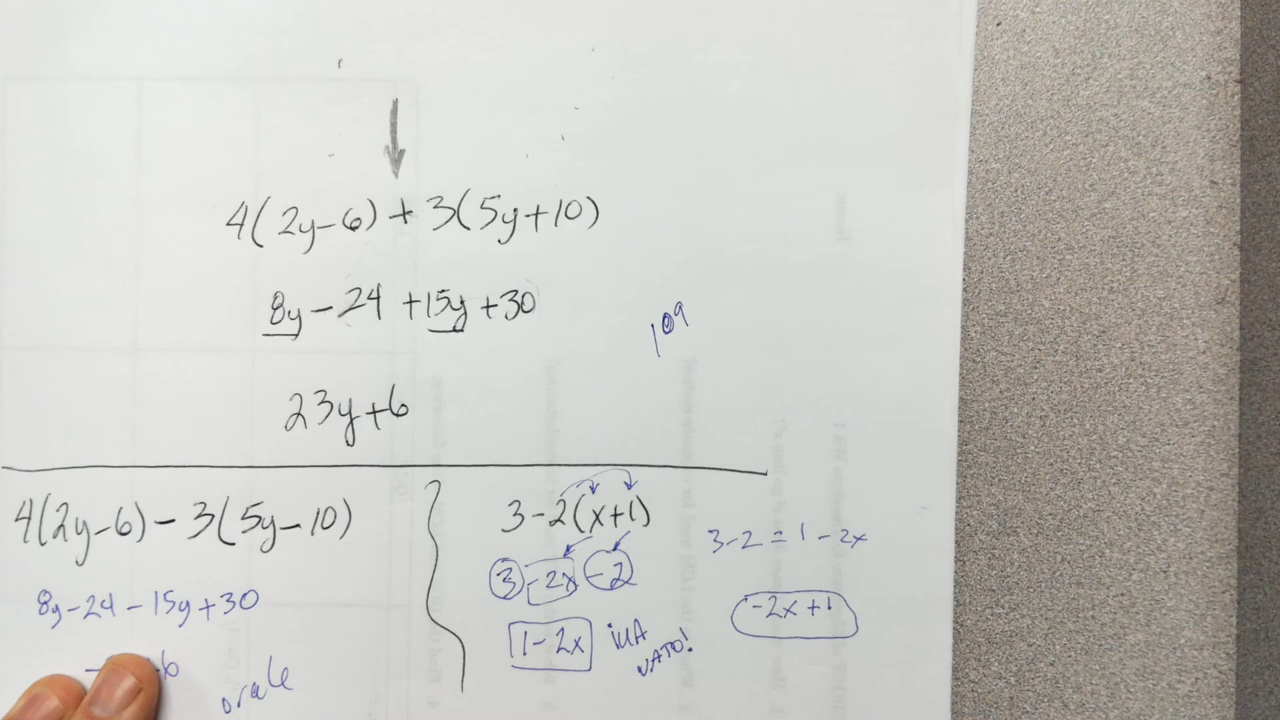 4(2y-6) + 3(5y+10)
8y - 24 + 15y + 30
109
23y+6
4(2y-6) - 3(5y-10)
8y-24 - 15y+30
orale
3-2(x+1)
3 -2x -2
1-2x
3-2 = 1 - 2x
-2x+1